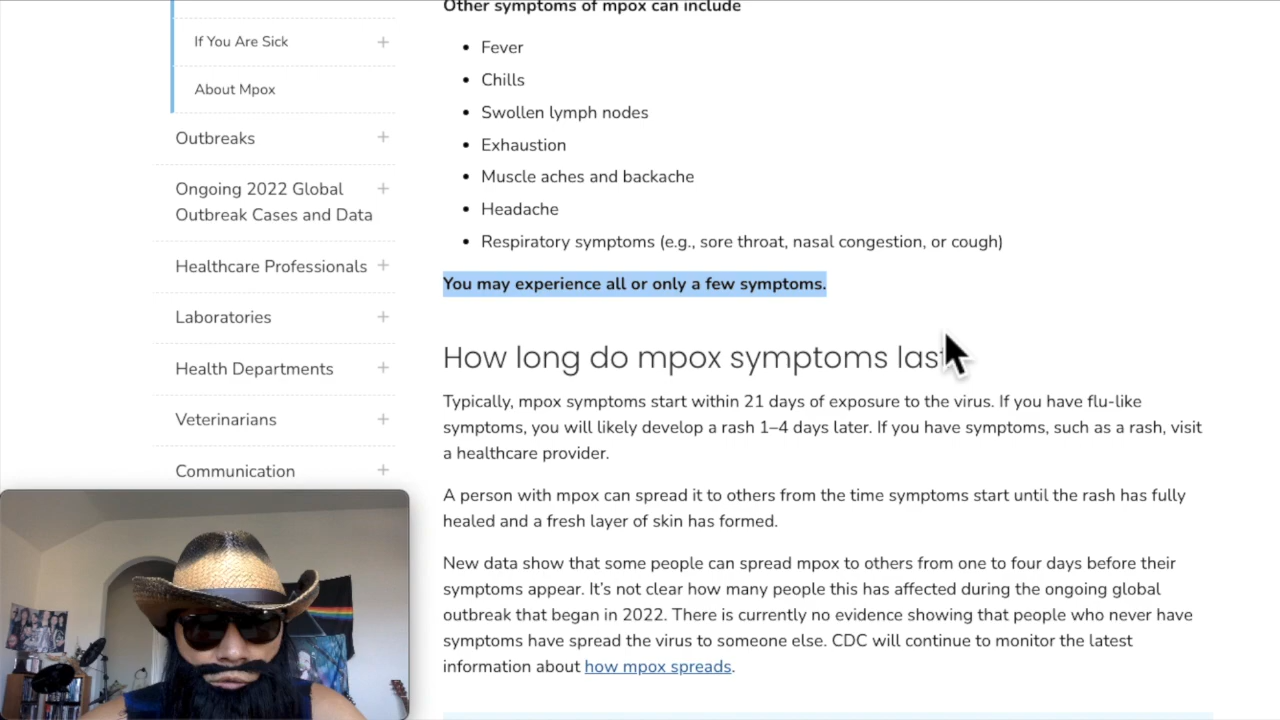 Other symptoms of mpox can include
If You Are Sick
About Mpox
Outbreaks
Ongoing 2022 Global
Outbreak Cases and Data
Healthcare Professionals
Laboratories
Health Departments
Veterinarians
Communication
• Fever
• Chills
• Swollen lymph nodes
• Exhaustion
• Muscle aches and backache
• Headache
• Respiratory symptoms (e.g., sore throat, nasal congestion, or cough)
You may experience all or only a few symptoms.
How long do mpox symptoms last
Typically, mpox symptoms start within 21 days of exposure to the virus. If you have flu-like
symptoms, you will likely develop a rash 1–4 days later. If you have symptoms, such as a rash, visit
a healthcare provider.
A person with mpox can spread it to others from the time symptoms start until the rash has fully
healed and a fresh layer of skin has formed.
New data show that some people can spread mpox to others from one to four days before their
symptoms appear. It’s not clear how many people this has affected during the ongoing global
outbreak that began in 2022. There is currently no evidence showing that people who never have
symptoms have spread the virus to someone else. CDC will continue to monitor the latest
information about how mpox spreads.